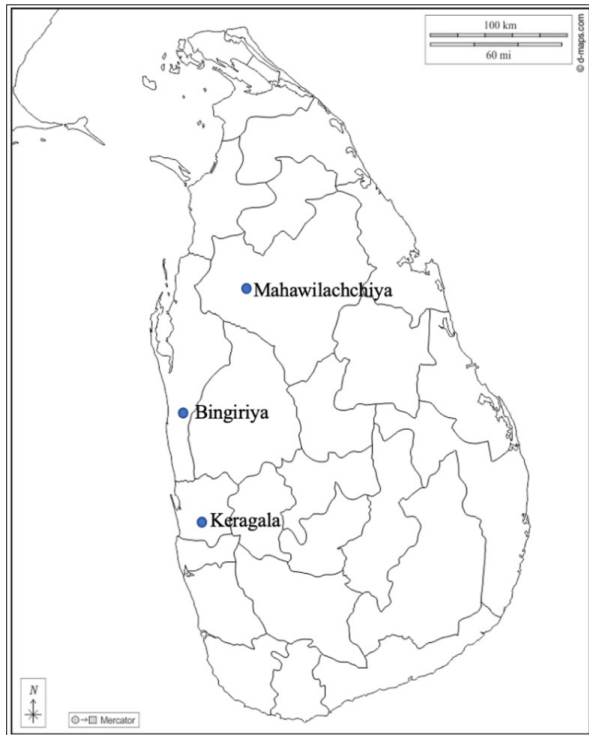 100 km
60 mi
© d-maps.com
Mahawilachchiya
Bingiriya
Keragala
N
Mercator